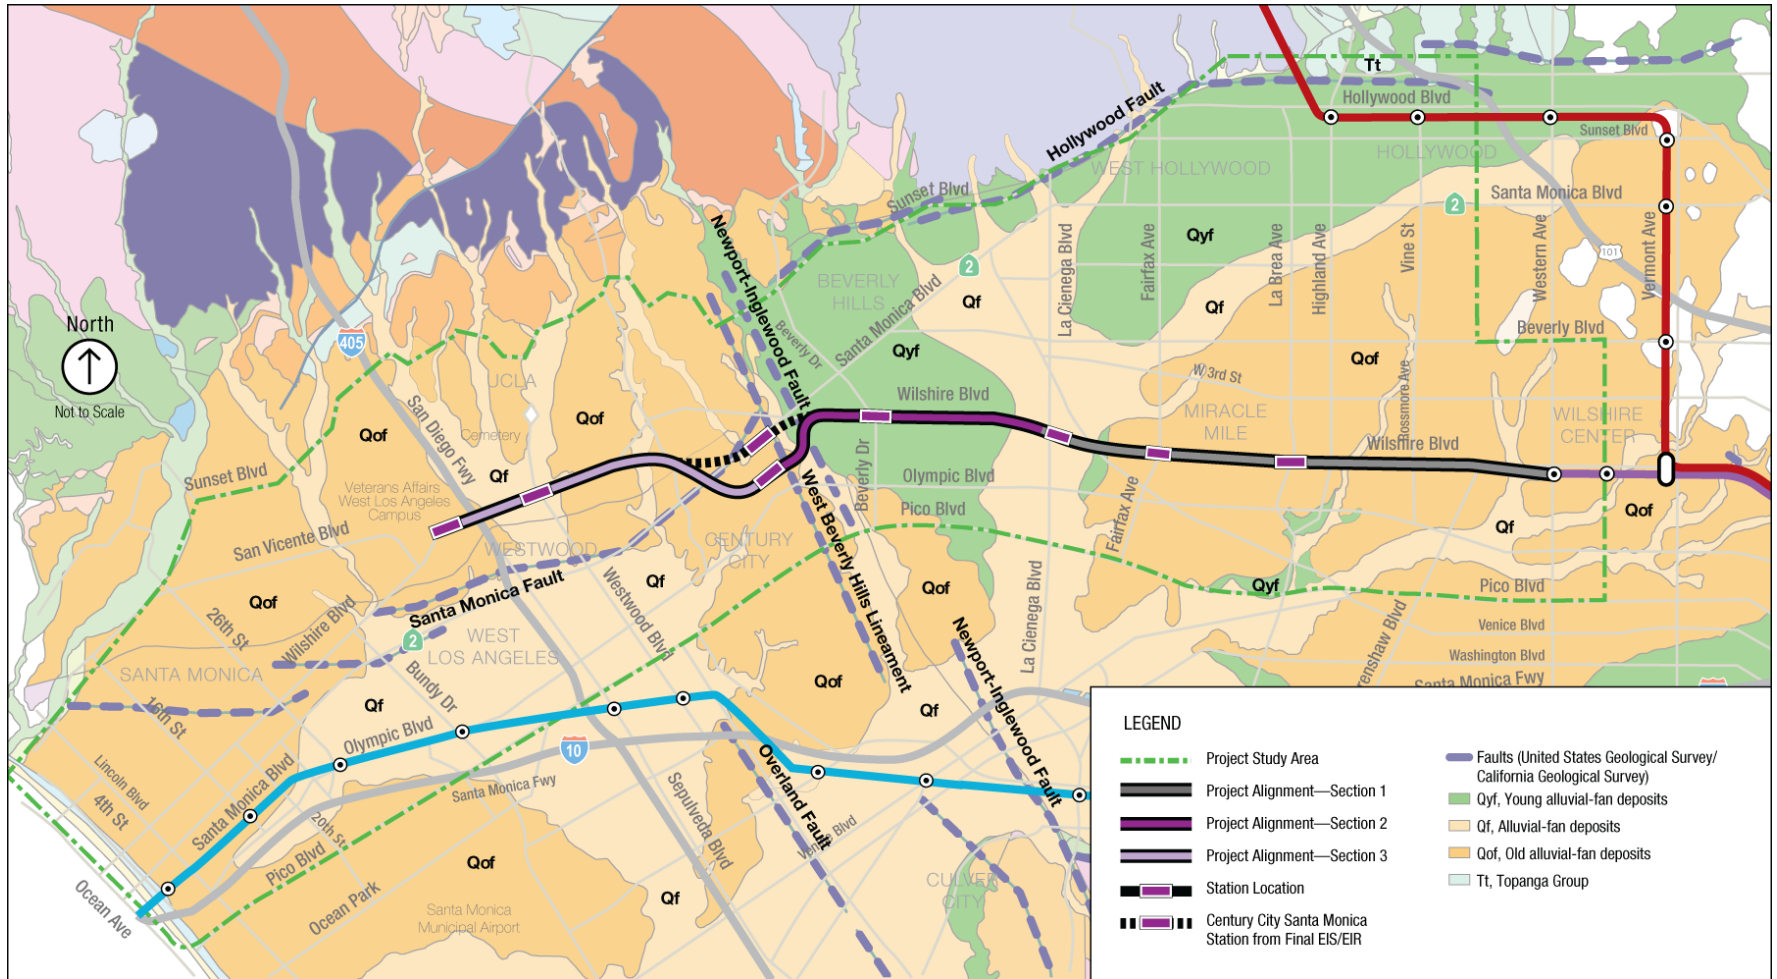 Tt
Hollywood Blvd
Sunset Blvd
Hollywood Fault
HOLLYWOOD
WEST HOLLYWOOD
Sunset Blvd
Santa Monica Blvd
2
2
Newport-Inglewood Fault
Qyf
La Cienega Blvd
Fairfax Ave
La Brea Ave
Highland Ave
Vine St
Western Ave
Vermont Ave
101
BEVERLY
HILLS
Santa Monica Blvd
Qf
Qf
North
Not to Scale
405
Beverly Dr
Qyf
Beverly Blvd
Qof
W 3rd St
UCLA
Wilshire Blvd
MIRACLE
MILE
WILSHIRE
CENTER
San Diego Fwy
Cemetery
Qof
Qof
Wilshire Blvd
Sunset Blvd
Qf
Veterans Affairs
West Los Angeles
Campus
Beverly Dr
Olympic Blvd
Pico Blvd
Fairfax Ave
Qof
Qf
San Vicente Blvd
WESTWOOD
CENTURY
CITY
West Beverly Hills Lineament
Qof
Santa Monica Fault
Qf
Qof
Qyf
Pico Blvd
26th St
Wilshire Blvd
2
Westwood Blvd
La Cienega Blvd
Newport-Inglewood Fault
Venice Blvd
Washington Blvd
Santa Monica Fwy
WEST
LOS ANGELES
SANTA MONICA
16th St
Qf
Bundy Dr
Qof
Qf
Olympic Blvd
10
Santa Monica Fwy
Overland Fault
Lincoln Blvd
4th St
Santa Monica Blvd
20th St
Pico Blvd
Sepulveda Blvd
Qof
Qf
CULVER
CITY
Ocean Ave
Ocean Park
Santa Monica
Municipal Airport
LEGEND
Project Study Area
Project Alignment—Section 1
Project Alignment—Section 2
Project Alignment—Section 3
Station Location
Century City Santa Monica
Station from Final EIS/EIR
Faults (United States Geological Survey/
California Geological Survey)
Qyf, Young alluvial-fan deposits
Qf, Alluvial-fan deposits
Qof, Old alluvial-fan deposits
Tt, Topanga Group